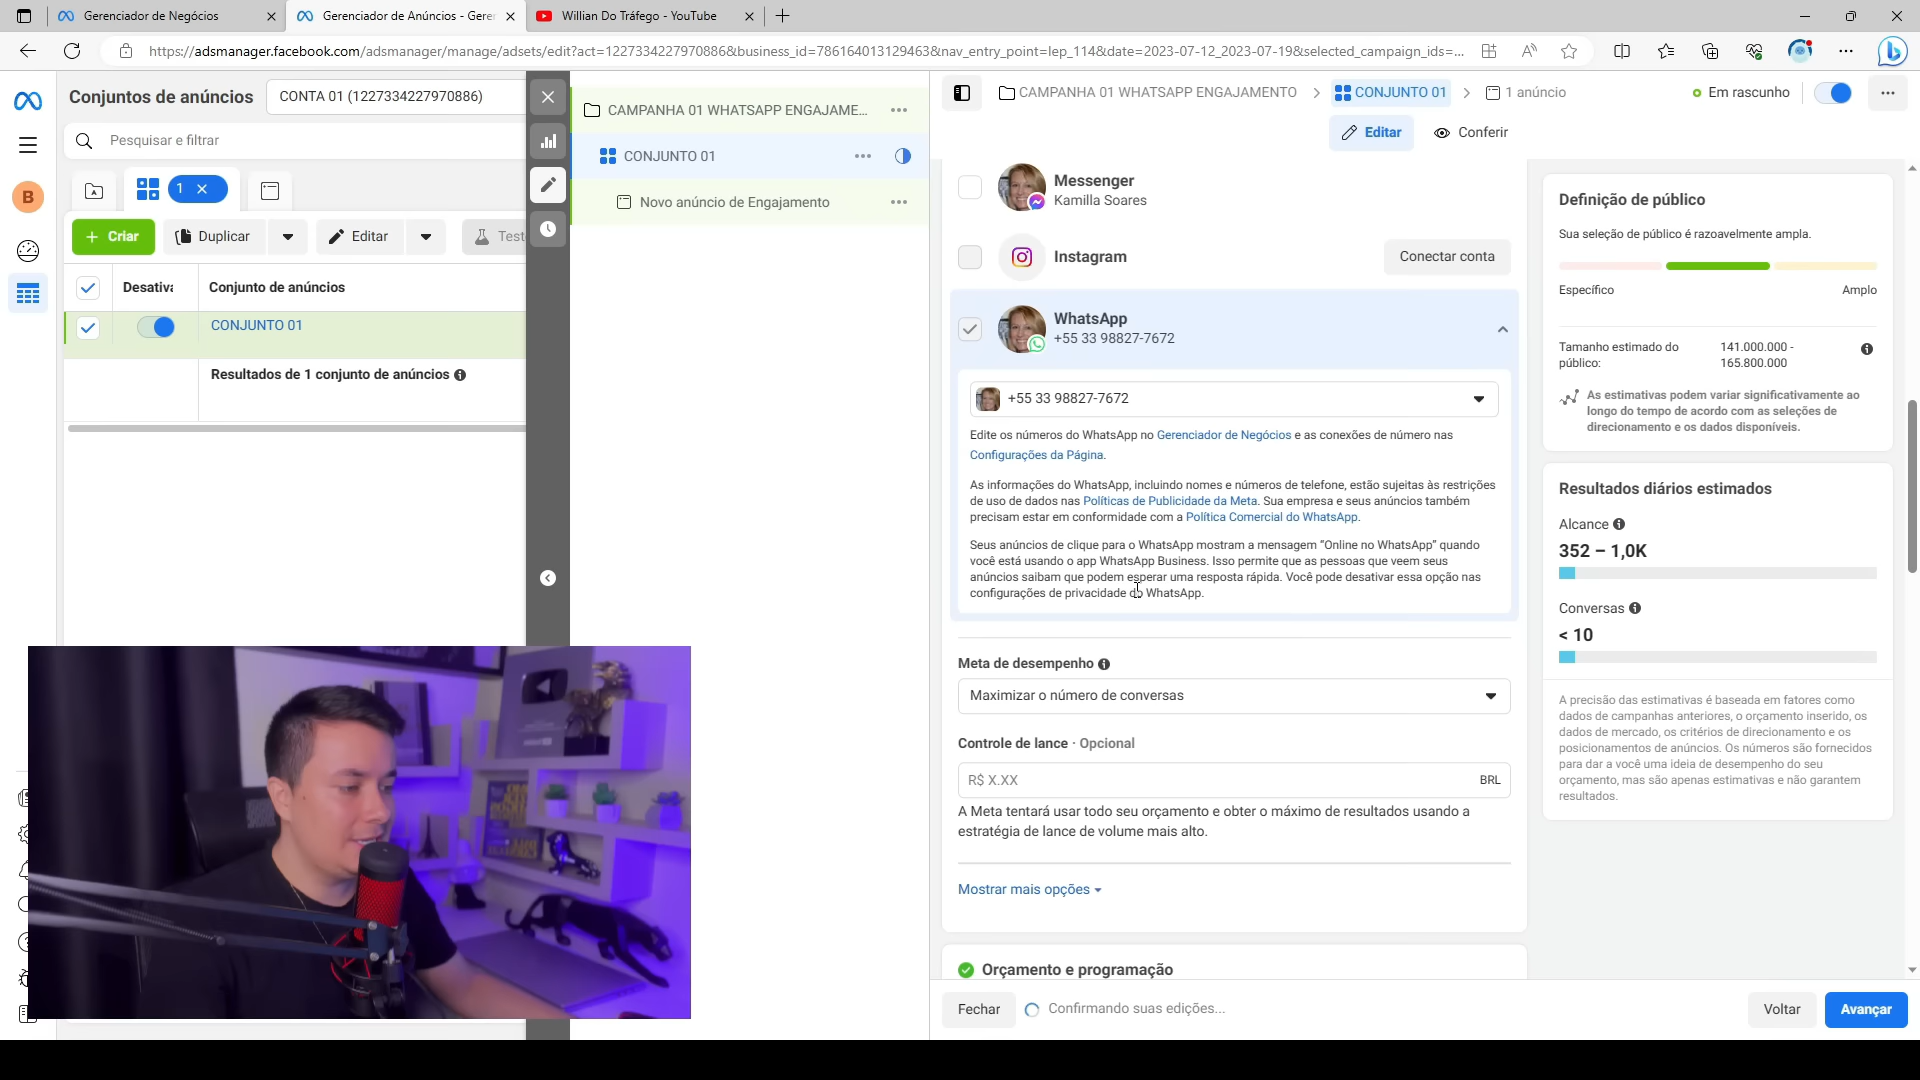 Gerenciador de Negócios
Gerenciador de Anúncios - Geren
Willian Do Tráfego - YouTube
https://adsmanager.facebook.com/adsmanager/manage/adsets/edit?act=1227334227970886&business_id=786164013129463&nav_entry_point=lep_114&date=2023-07-12_2023-07-19&selected_campaign_ids=...
Conjuntos de anúncios
CONTA 01 (1227334227970886)
Pesquisar e filtrar
B
1
+ Criar
Duplicar
Editar
Test
Desativa
Conjunto de anúncios
CONJUNTO 01
Resultados de 1 conjunto de anúncios
CAMPANHA 01 WHATSAPP ENGAJAME...
CONJUNTO 01
Novo anúncio de Engajamento
CAMPANHA 01 WHATSAPP ENGAJAMENTO
CONJUNTO 01
1 anúncio
Em rascunho
Editar
Conferir
Messenger
Kamilla Soares
Instagram
Conectar conta
WhatsApp
+55 33 98827-7672
+55 33 98827-7672
Edite os números do WhatsApp no Gerenciador de Negócios e as conexões de número nas
Configurações da Página.
As informações do WhatsApp, incluindo nomes e números de telefone, estão sujeitas às restrições
de uso de dados nas Políticas de Publicidade da Meta. Sua empresa e seus anúncios também
precisam estar em conformidade com a Política Comercial do WhatsApp.
Seus anúncios de clique para o WhatsApp mostram a mensagem “Online no WhatsApp” quando
você está usando o app WhatsApp Business. Isso permite que as pessoas que veem seus
anúncios saibam que podem esperar uma resposta rápida. Você pode desativar essa opção nas
configurações de privacidade do WhatsApp.
Meta de desempenho
Maximizar o número de conversas
Controle de lance · Opcional
R$ X.XX
BRL
A Meta tentará usar todo seu orçamento e obter o máximo de resultados usando a
estratégia de lance de volume mais alto.
Mostrar mais opções
Orçamento e programação
Fechar
Confirmando suas edições...
Voltar
Avançar
Definição de público
Sua seleção de público é razoavelmente ampla.
Específico
Amplo
Tamanho estimado do
público:
141.000.000 -
165.800.000
As estimativas podem variar significativamente ao
longo do tempo de acordo com as seleções de
direcionamento e os dados disponíveis.
Resultados diários estimados
Alcance
352 – 1,0K
Conversas
< 10
A precisão das estimativas é baseada em fatores como
dados de campanhas anteriores, o orçamento inserido, os
dados de mercado, os critérios de direcionamento e os
posicionamentos de anúncios. Os números são fornecidos
para dar a você uma ideia de desempenho do seu
orçamento, mas são apenas estimativas e não garantem
resultados.